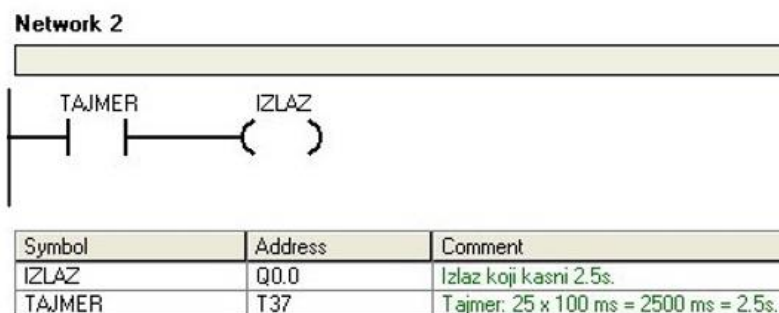 Network 2
TAJMER IZLAZ
Symbol Address Comment
IZLAZ Q0.0 Izlaz koji kasni 2.5s.
TAJMER T37 Tajmer: 25 x 100 ms = 2500 ms = 2.5s.